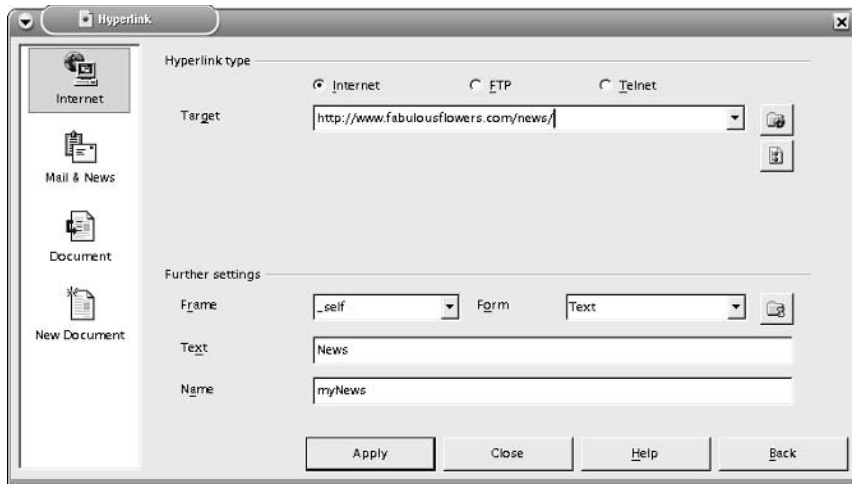 Hyperlink
Internet
Mail & News
Document
New Document
Hyperlink type
Internet FTP Telnet
Target http://www.fabulousflowers.com/news/
Further settings
Frame _self Form Text
Text News
Name myNews
Apply Close Help Back